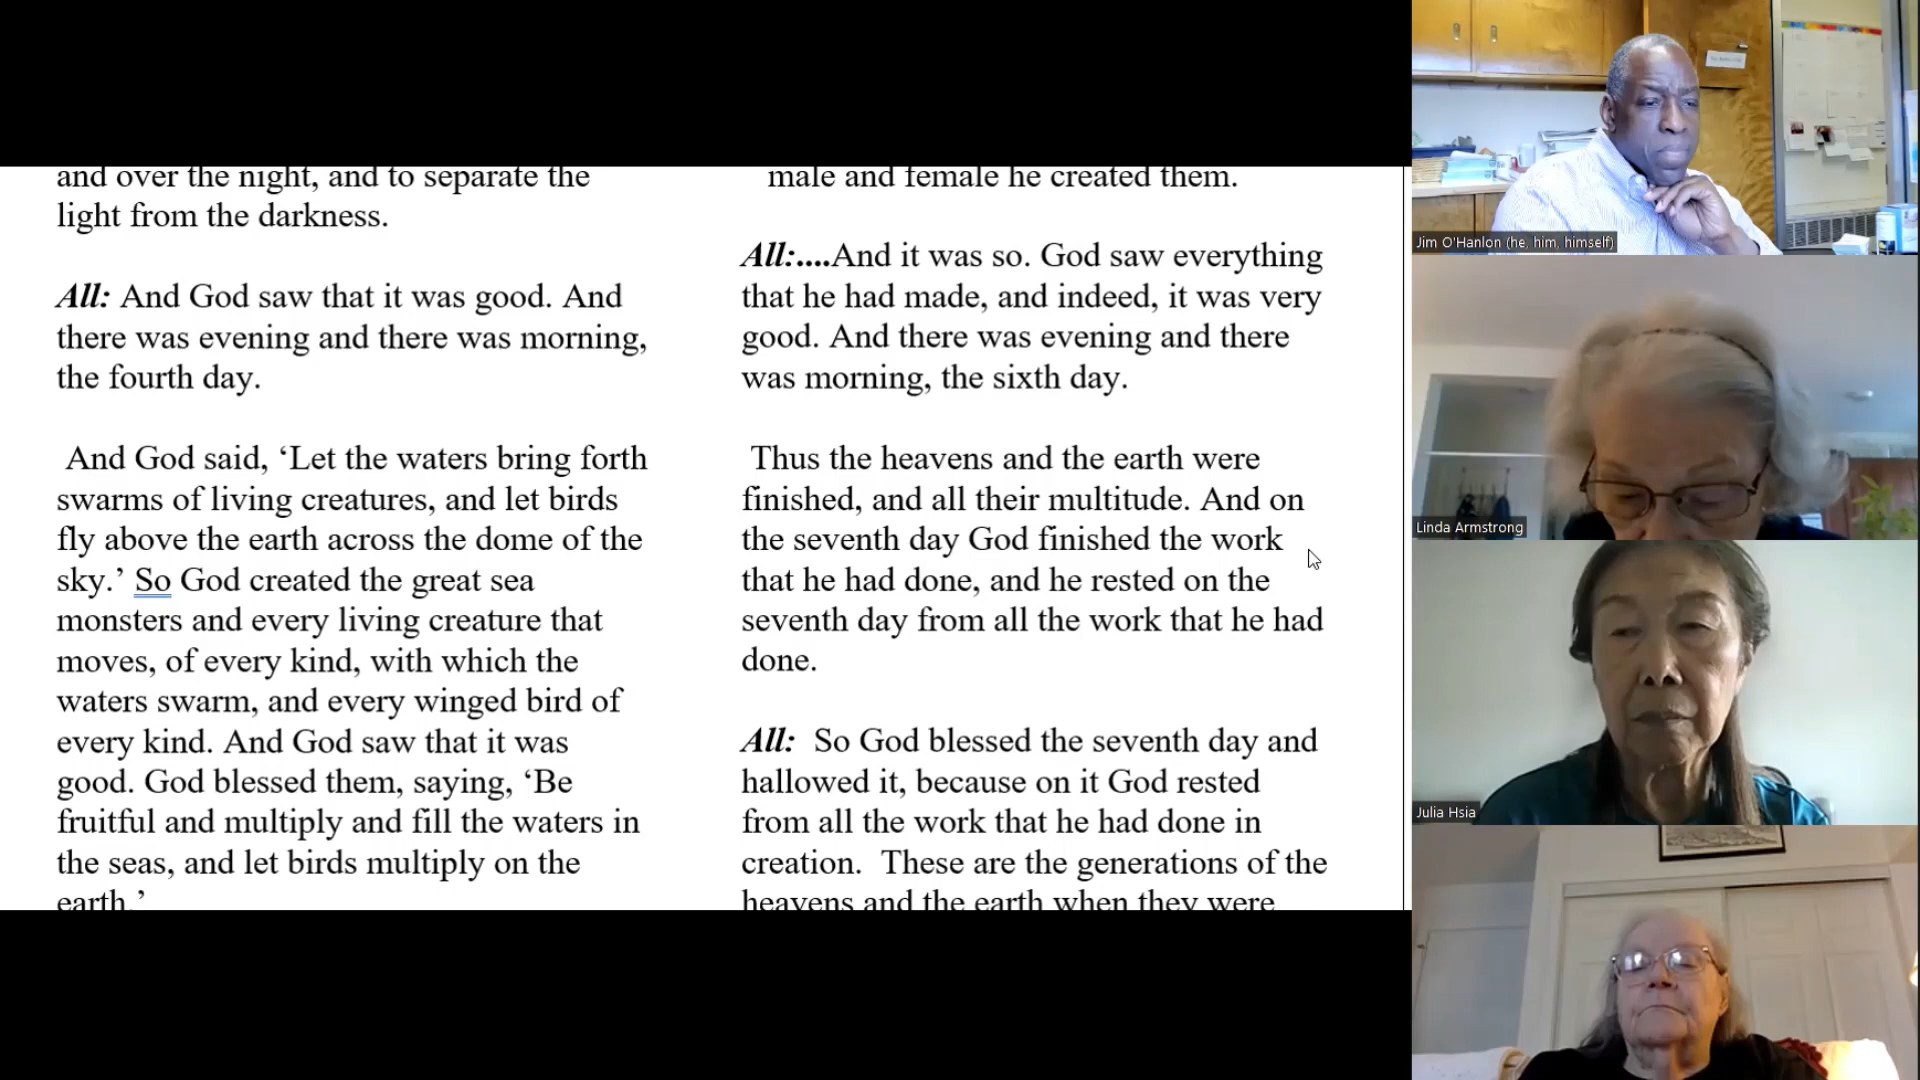 and over the night, and to separate the
light from the darkness.
All: And God saw that it was good. And
there was evening and there was morning,
the fourth day.
And God said, ‘Let the waters bring forth
swarms of living creatures, and let birds
fly above the earth across the dome of the
sky.’ So God created the great sea
monsters and every living creature that
moves, of every kind, with which the
waters swarm, and every winged bird of
every kind. And God saw that it was
good. God blessed them, saying, ‘Be
fruitful and multiply and fill the waters in
the seas, and let birds multiply on the
earth.’
male and female he created them.
All:....And it was so. God saw everything
that he had made, and indeed, it was very
good. And there was evening and there
was morning, the sixth day.
Thus the heavens and the earth were
finished, and all their multitude. And on
the seventh day God finished the work
that he had done, and he rested on the
seventh day from all the work that he had
done.
All: So God blessed the seventh day and
hallowed it, because on it God rested
from all the work that he had done in
creation. These are the generations of the
heavens and the earth when they were
Jim O'Hanlon (he, him, himself)
Linda Armstrong
Julia Hsia